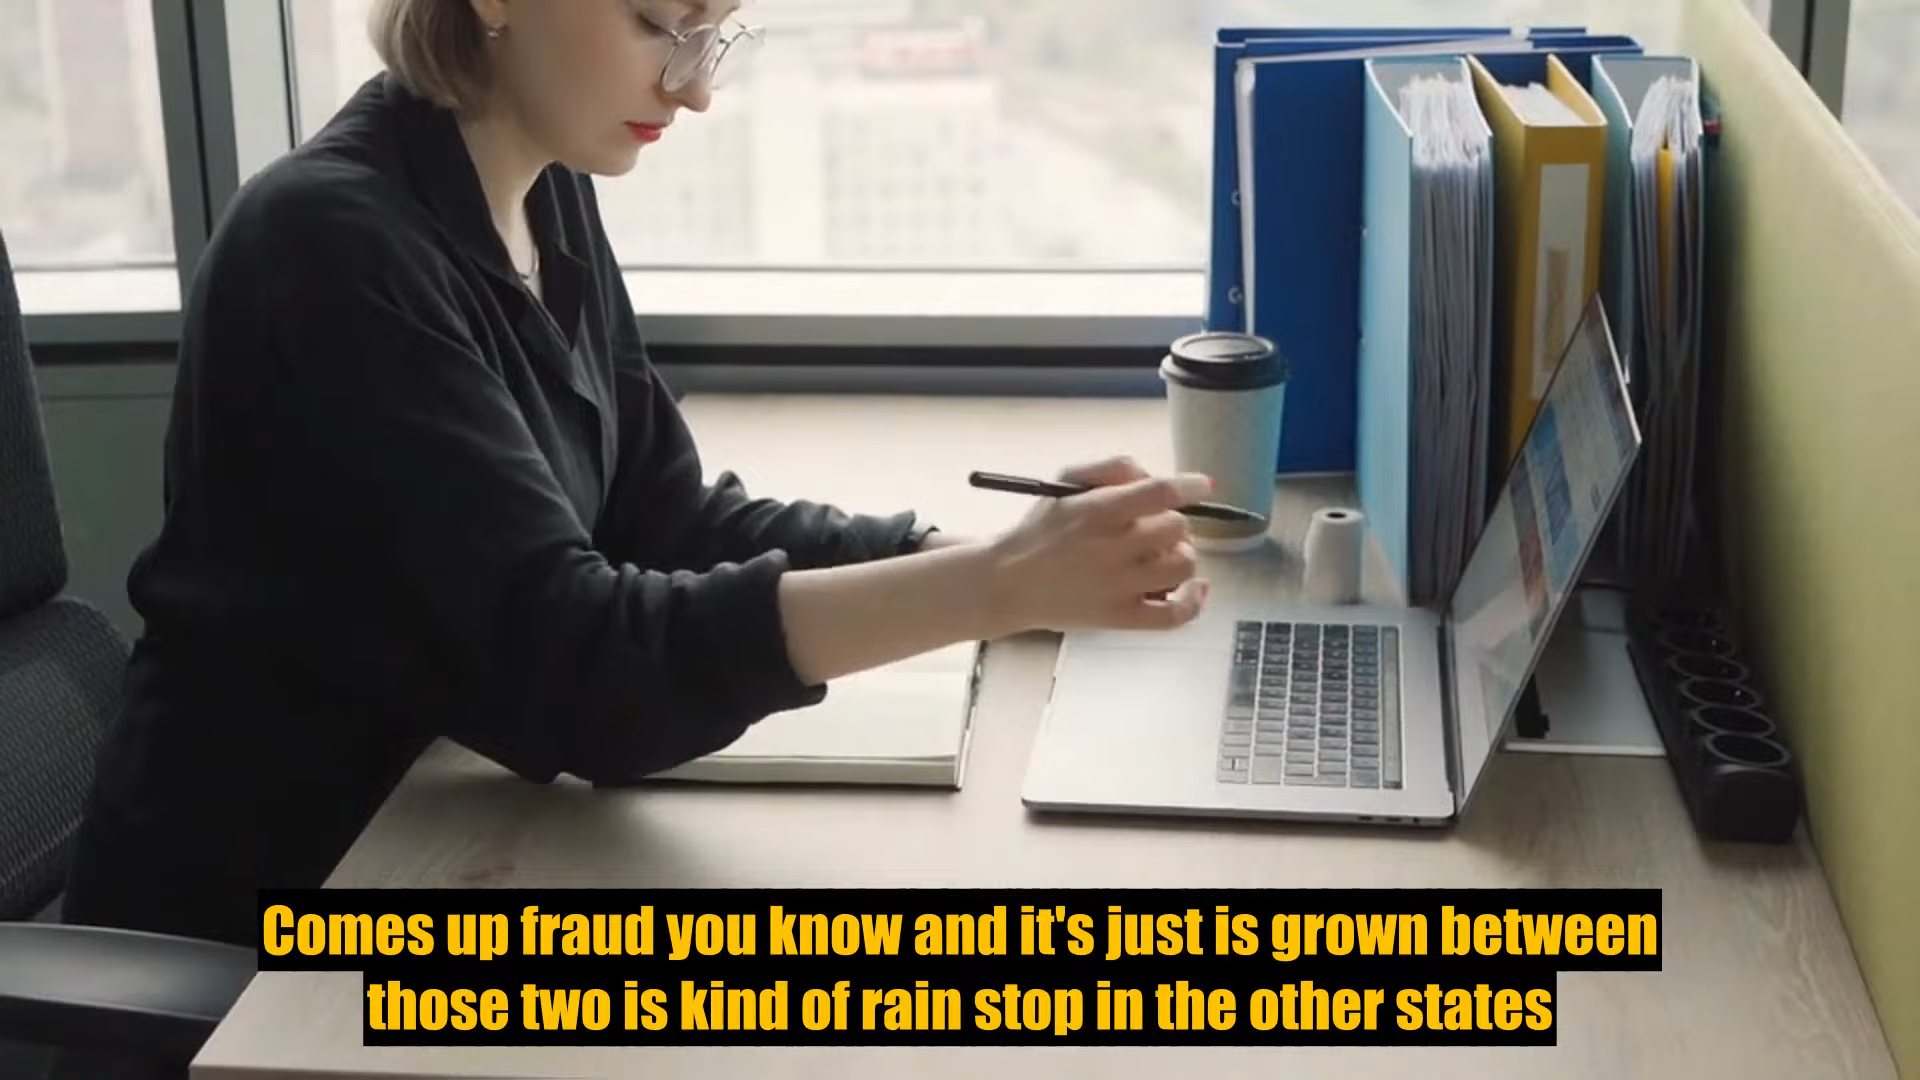 Comes up fraud you know and it's just is grown between
those two is kind of rain stop in the other states